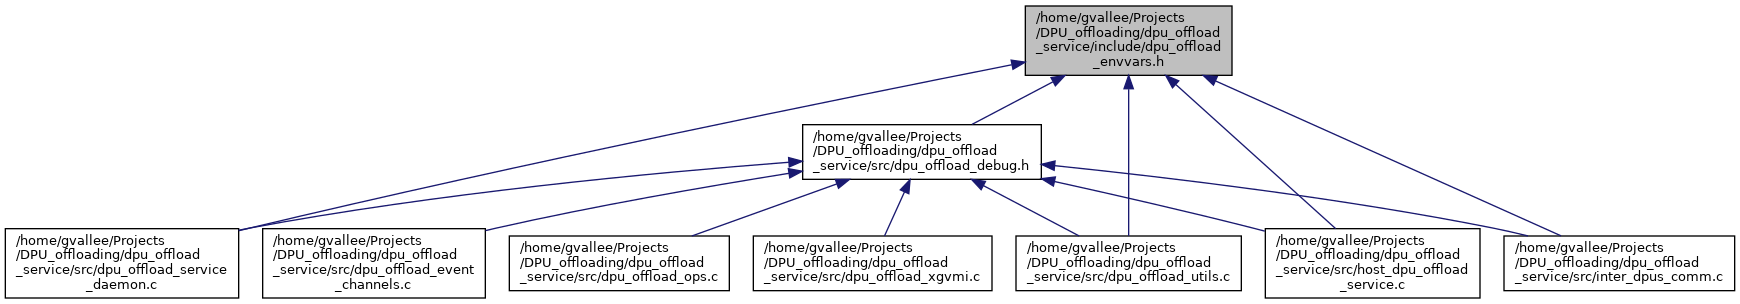 /home/gvallee/Projects
/DPU_offloading/dpu_offload
_service/include/dpu_offload
_envvars.h
/home/gvallee/Projects
/DPU_offloading/dpu_offload
_service/src/dpu_offload_debug.h
/home/gvallee/Projects
/DPU_offloading/dpu_offload
_service/src/dpu_offload_service
_daemon.c
/home/gvallee/Projects
/DPU_offloading/dpu_offload
_service/src/dpu_offload_event
_channels.c
/home/gvallee/Projects
/DPU_offloading/dpu_offload
_service/src/dpu_offload_ops.c
/home/gvallee/Projects
/DPU_offloading/dpu_offload
_service/src/dpu_offload_xgvmi.c
/home/gvallee/Projects
/DPU_offloading/dpu_offload
_service/src/dpu_offload_utils.c
/home/gvallee/Projects
/DPU_offloading/dpu_offload
_service/src/host_dpu_offload
_service.c
/home/gvallee/Projects
/DPU_offloading/dpu_offload
_service/src/inter_dpus_comm.c